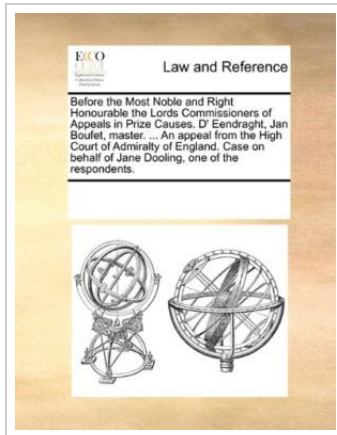 ECCO
Law and Reference
Before the Most Noble and Right
Honourable the Lords Commissioners of
Appeals in Prize Causes. D' Eendraght, Jan
Boufet, master. ... An appeal from the High
Court of Admiralty of England. Case on
behalf of Jane Dooling, one of the
respondents.